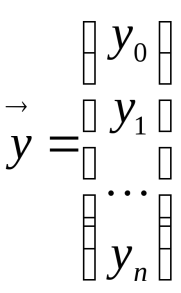 y₀
y₁
y⃗ =
…
yₙ